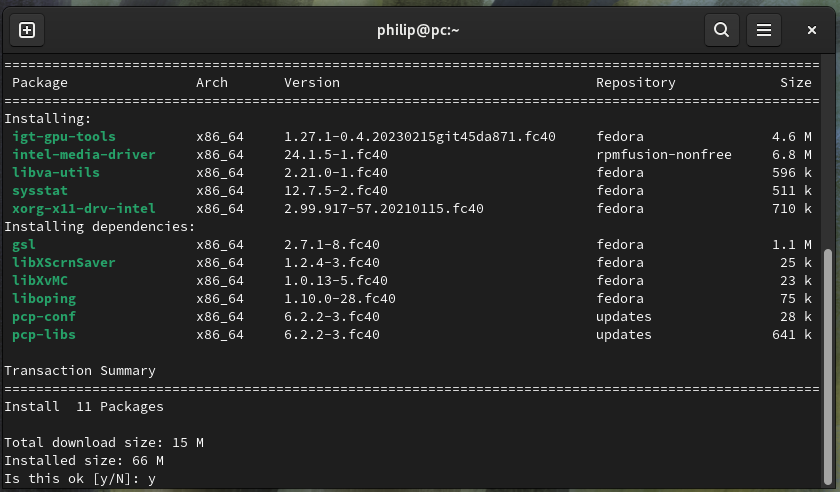 philip@pc:~
================================================================================
Package Arch Version Repository Size
================================================================================
Installing:
igt-gpu-tools x86_64 1.27.1-0.4.20230215git45da871.fc40 fedora 4.6 M
intel-media-driver x86_64 24.1.5-1.fc40 rpmfusion-nonfree 6.8 M
libva-utils x86_64 2.21.0-1.fc40 fedora 596 k
sysstat x86_64 12.7.5-2.fc40 fedora 511 k
xorg-x11-drv-intel x86_64 2.99.917-57.20210115.fc40 fedora 710 k
Installing dependencies:
gsl x86_64 2.7.1-8.fc40 fedora 1.1 M
libXScrnSaver x86_64 1.2.4-3.fc40 fedora 25 k
libXvMC x86_64 1.0.13-5.fc40 fedora 23 k
liboping x86_64 1.10.0-28.fc40 fedora 75 k
pcp-conf x86_64 6.2.2-3.fc40 updates 28 k
pcp-libs x86_64 6.2.2-3.fc40 updates 641 k
Transaction Summary
================================================================================
Install 11 Packages
Total download size: 15 M
Installed size: 66 M
Is this ok [y/N]: y